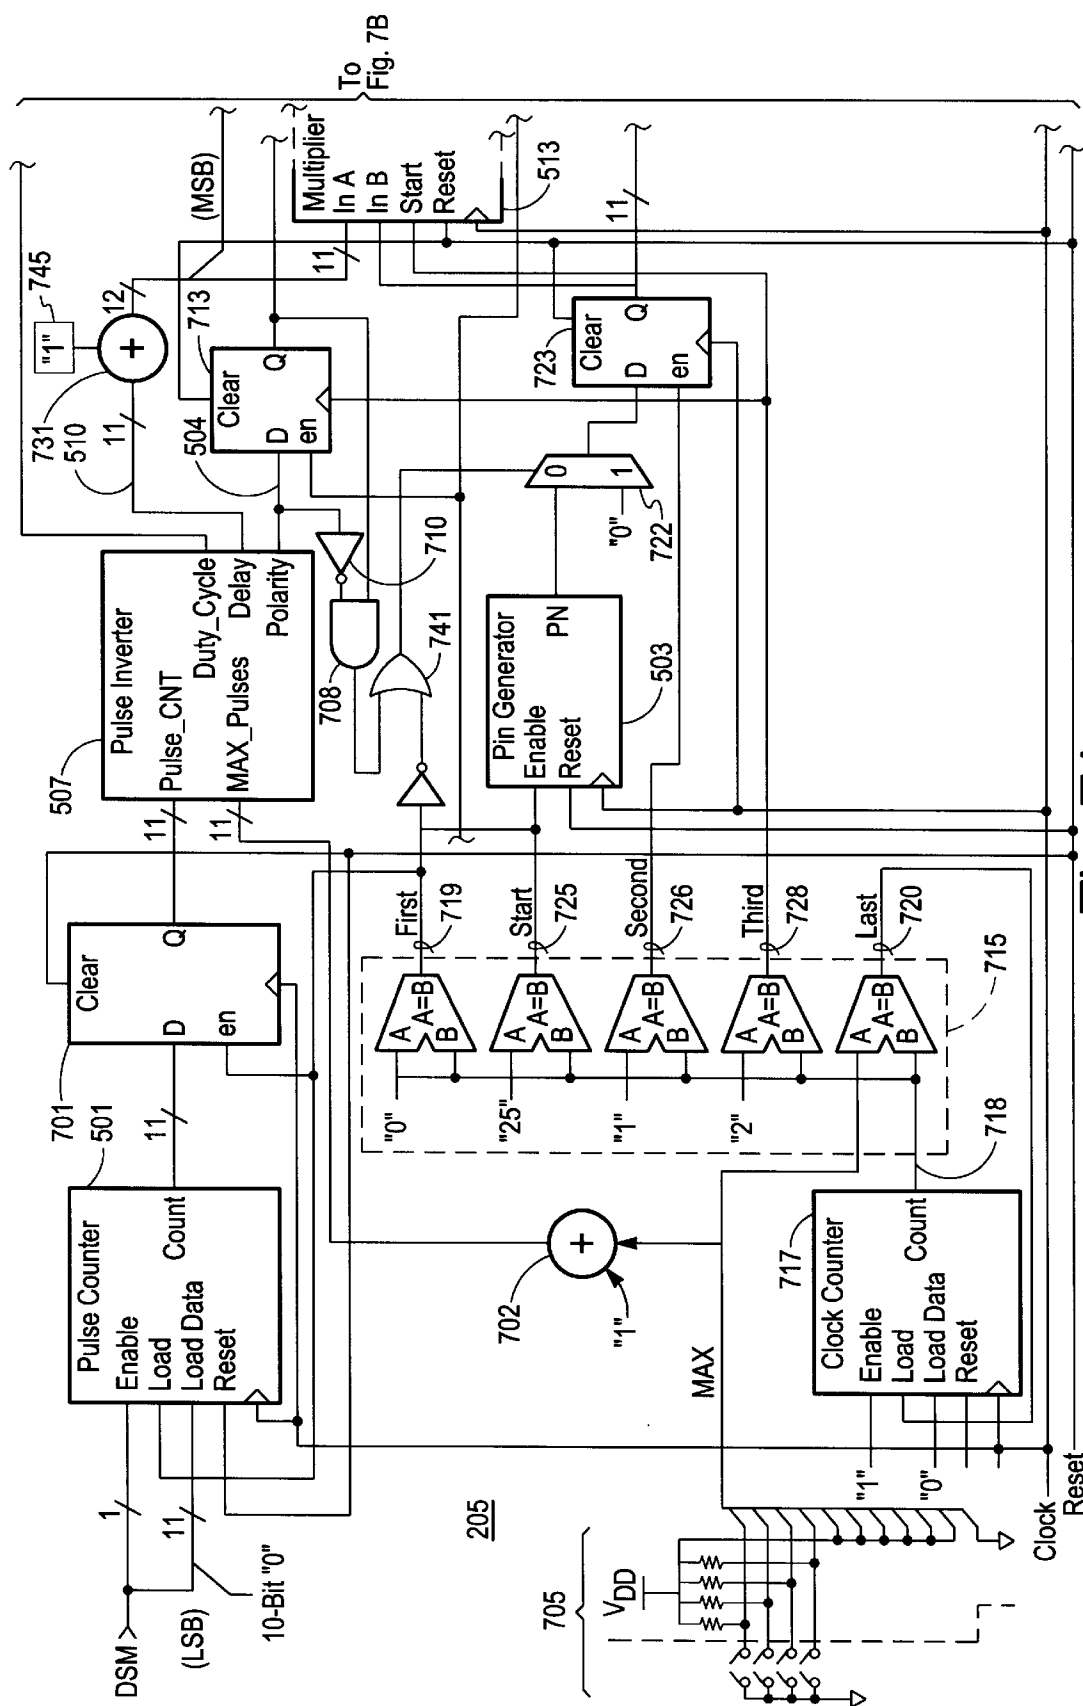 DSM
(LSB)
10-Bit "0"
1
11
Pulse Counter
Enable
Load
Load Data
Reset
Count
501
701
11
Clear
D
en
Q
11
11
507
Pulse Inverter
Pulse_CNT
MAX_Pulses
Duty_Cycle
Delay
Polarity
510
731
11
"1"
745
12
(MSB)
504
713
Clear
D
en
Q
11
Multiplier
In A
In B
Start
Reset
513
To
Fig. 7B
708
710
741
205
702
"1"
"0"
"25"
"1"
"2"
A
A=B
B
A
A=B
B
A
A=B
B
A
A=B
B
A
A=B
B
First
719
Start
725
Second
726
Third
728
Last
720
715
718
Pin Generator
Enable
Reset
PN
503
0
1
"0"
722
723
Clear
D
en
Q
11
705
VDD
MAX
717
Clock Counter
Enable
Load
Load Data
Reset
Count
"1"
"0"
Clock
Reset